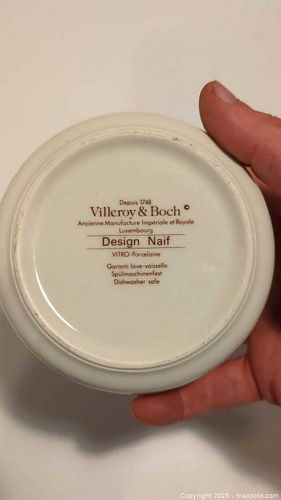 Depuis 1748
Villeroy & Boch ©
Ancienne Manufacture Impériale et Royale
Luxembourg
Design Naif
VITRO-Porcelaine
Garanti lave-vaisselle
Spülmaschinenfest
Dishwasher safe
Copyright 2025 - maxsold.com